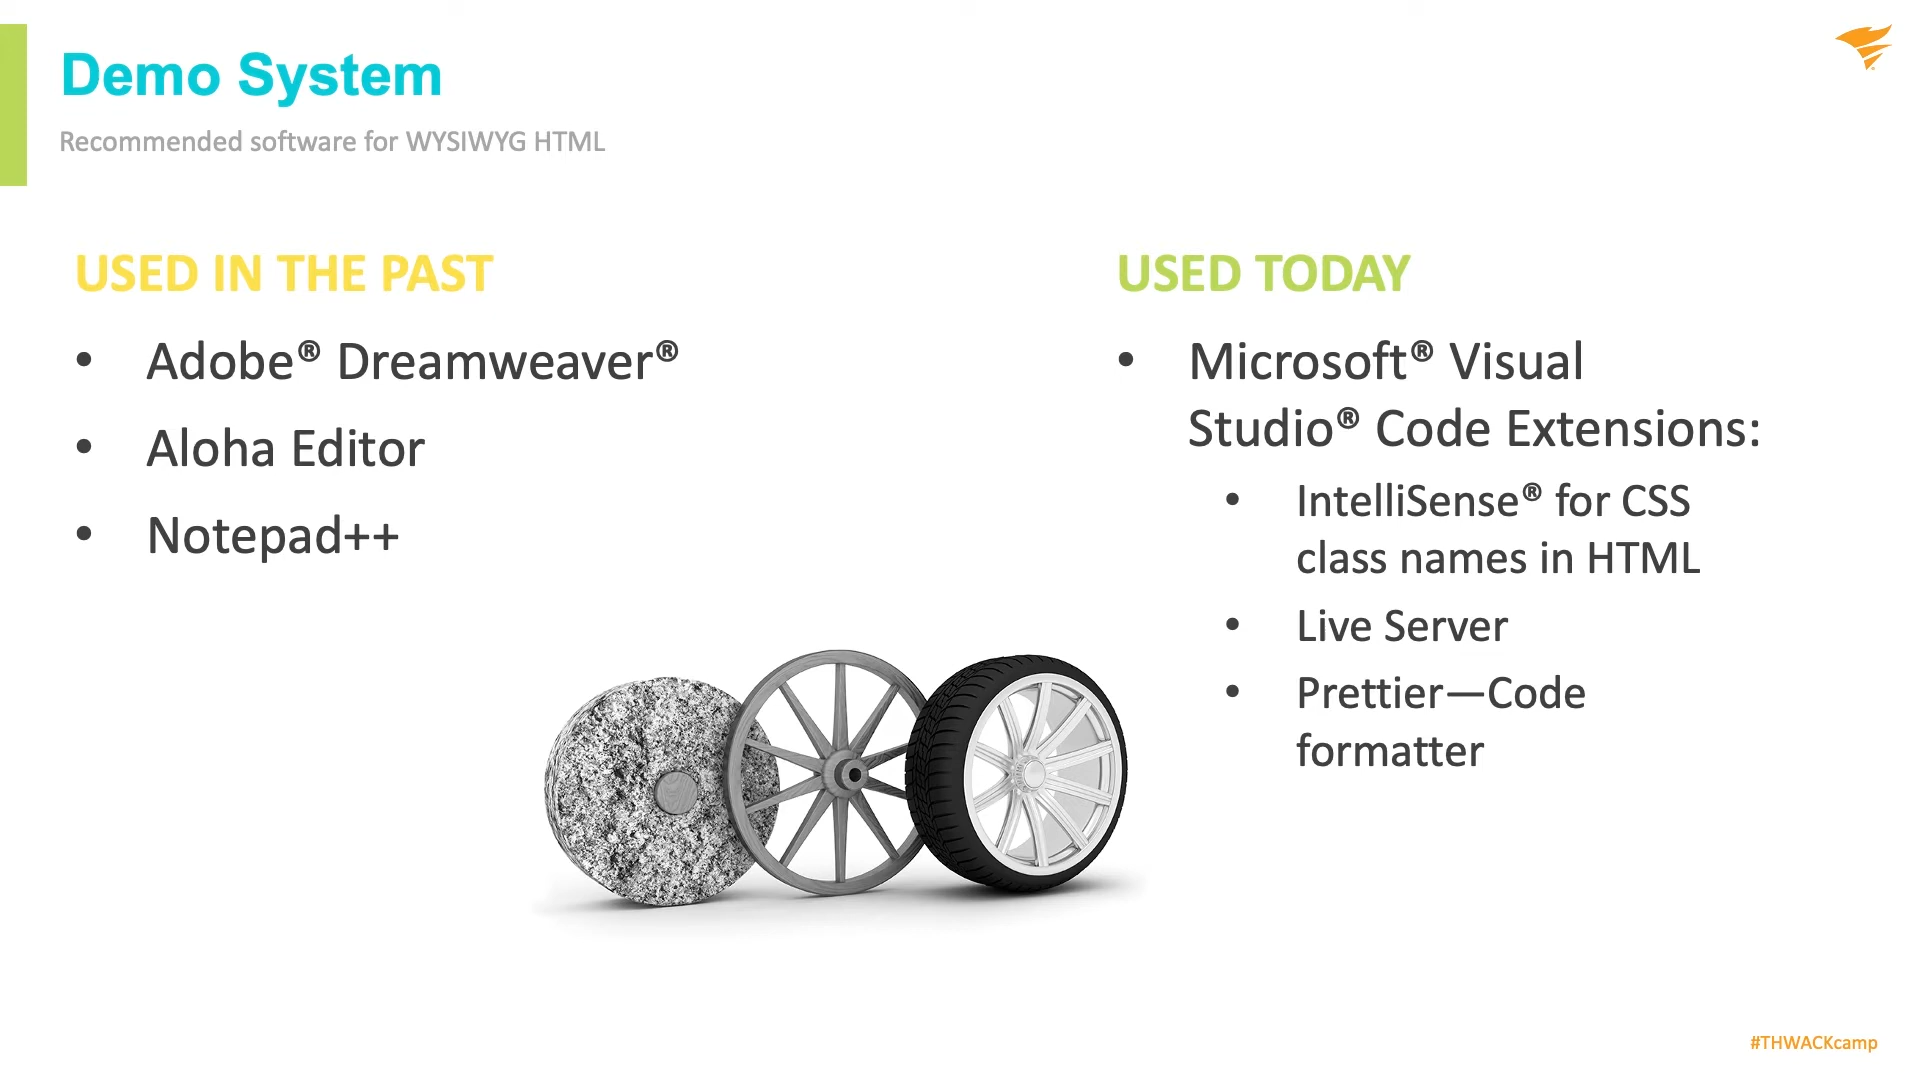 Demo System
Recommended software for WYSIWYG HTML
USED IN THE PAST
• Adobe® Dreamweaver®
• Aloha Editor
• Notepad++
USED TODAY
• Microsoft® Visual
Studio® Code Extensions:
• IntelliSense® for CSS
class names in HTML
• Live Server
• Prettier—Code
formatter
#THWACKcamp